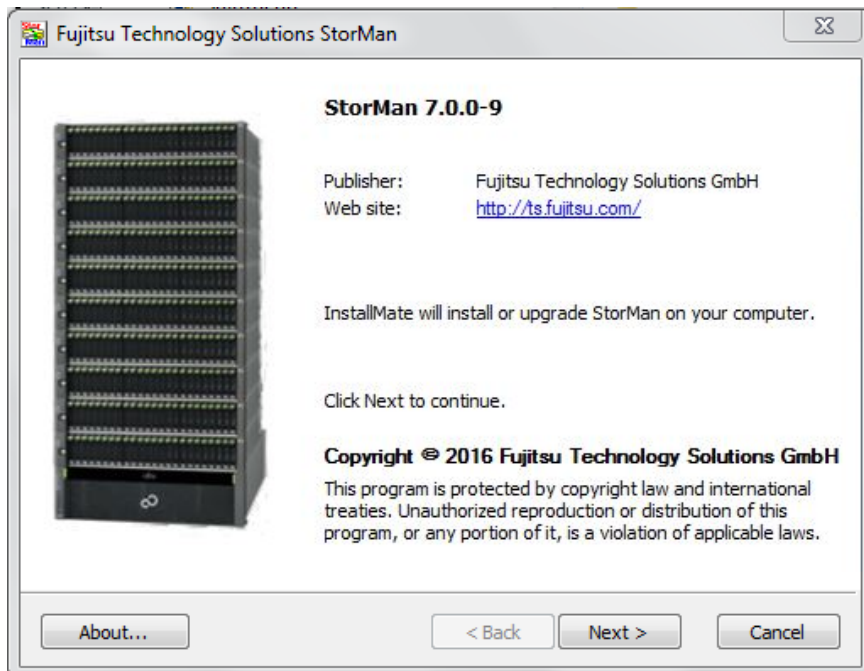 Fujitsu Technology Solutions StorMan
StorMan 7.0.0-9
Publisher: Fujitsu Technology Solutions GmbH
Web site: http://ts.fujitsu.com/
InstallMate will install or upgrade StorMan on your computer.
Click Next to continue.
Copyright © 2016 Fujitsu Technology Solutions GmbH
This program is protected by copyright law and international
treaties. Unauthorized reproduction or distribution of this
program, or any portion of it, is a violation of applicable laws.
About... < Back Next > Cancel